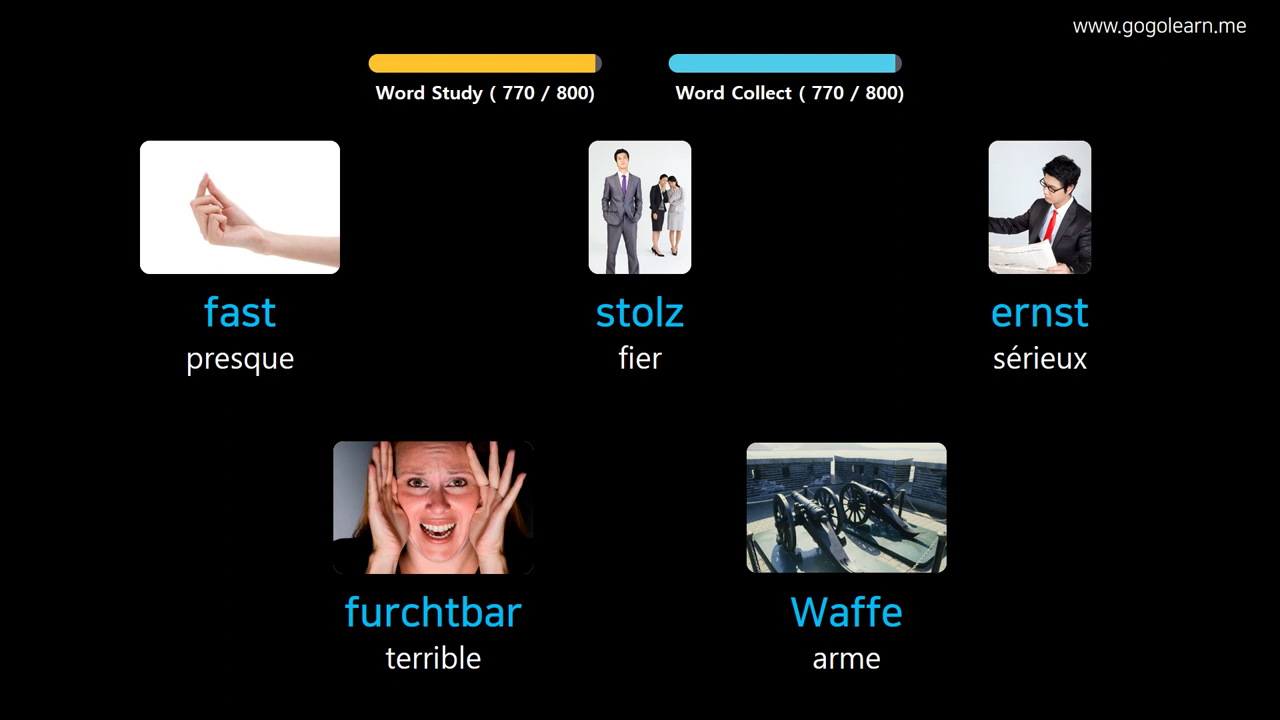 www.gogolearn.me
Word Study ( 770 / 800)
Word Collect ( 770 / 800)
fast
presque
stolz
fier
ernst
sérieux
furchtbar
terrible
Waffe
arme